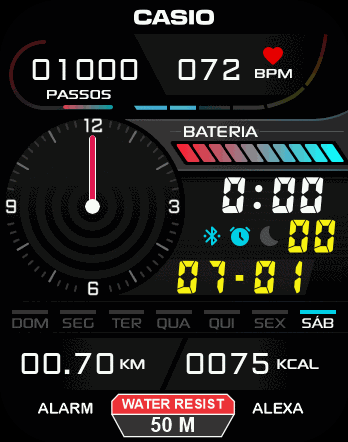 CASIO
01000 072
PASSOS BPM
12
BATERIA
9 3
0:00
00
07-01
6
DOM SEG TER QUA QUI SEX SÁB
00.70 KM 0075 KCAL
ALARM WATER RESIST ALEXA
50 M